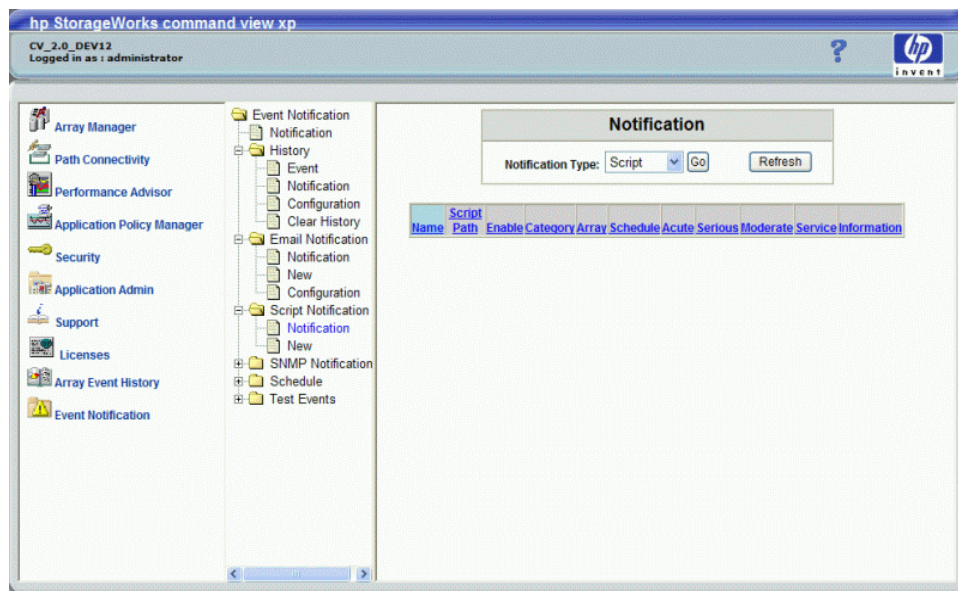 hp StorageWorks command view xp
CV_2.0_DEV12
Logged in as : administrator
?
hp
invent
Array Manager
Path Connectivity
Performance Advisor
Application Policy Manager
Security
Application Admin
Support
Licenses
Array Event History
Event Notification
Event Notification
Notification
History
Event
Notification
Configuration
Clear History
Email Notification
Notification
New
Configuration
Script Notification
Notification
New
SNMP Notification
Schedule
Test Events
Notification
Notification Type: Script Go Refresh
Name Script Path Enable Category Array Schedule Acute Serious Moderate Service Information